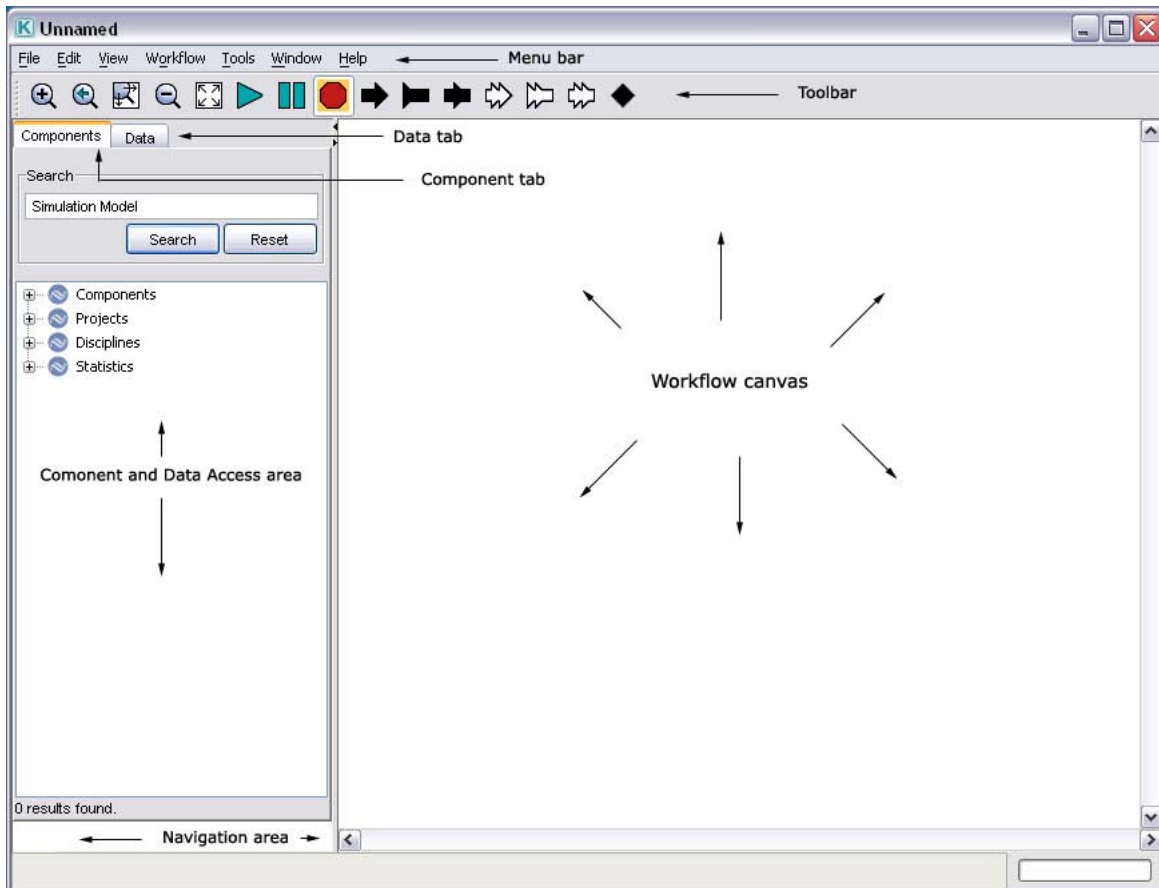 K Unnamed
File Edit View Workflow Tools Window Help
Menu bar
Toolbar
Components Data
Data tab
Component tab
Search
Simulation Model
Search Reset
Components
Projects
Disciplines
Statistics
Workflow canvas
Comonent and Data Access area
0 results found.
Navigation area